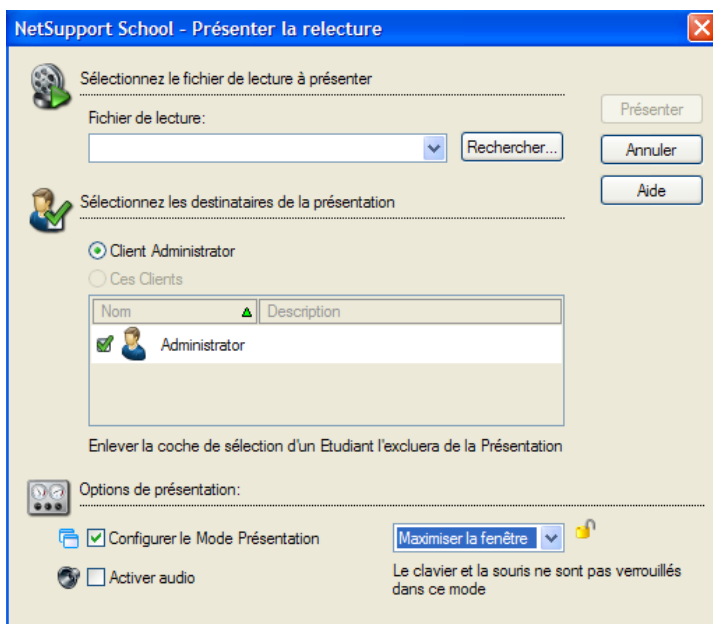 NetSupport School - Présenter la relecture
Sélectionnez le fichier de lecture à présenter
Fichier de lecture:
Rechercher...
Présenter
Annuler
Aide
Sélectionnez les destinataires de la présentation
Client Administrator
Ces Clients
Nom Description
Administrator
Enlever la coche de sélection d'un Etudiant l'excluera de la Présentation
Options de présentation:
Configurer le Mode Présentation Maximiser la fenêtre
Activer audio
Le clavier et la souris ne sont pas verrouillés
dans ce mode